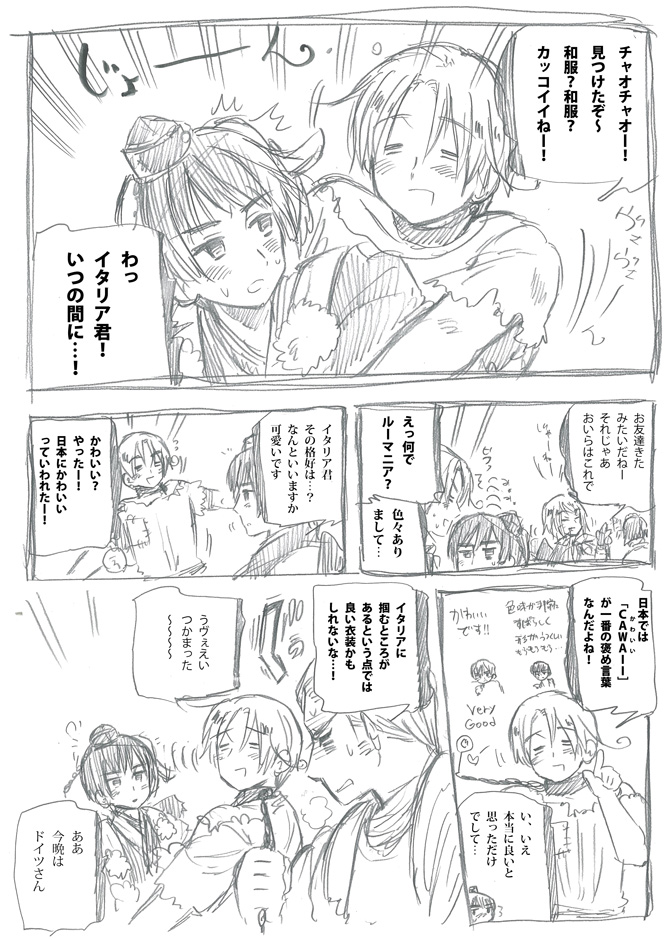 チャオチャオー!
見つけたぞ〜
和服?和服?
カッコイイねー!
じょーーん
わっ
イタリア君!
いつの間に…!
お友達きた
みたいだねー
それじゃあ
おいらはこれで
えっ何で
ルーマニア?
色々あり
まして…
イタリア君
その格好は…?
なんといいますか
可愛いです
かわいい?
やったー!
日本にかわいい
っていわれたー!
日本では
「CAWAII」
かわいい
が一番の褒め言葉
なんだよね!
かわいい
です!!
very
Good
い、いえ
本当に良いと
思っただけ
でして…
イタリアに
掴むところが
あるという点では
良い衣装かも
しれないな…!
うヴぇえい
つかまった
〜〜〜〜
ああ
今晩は
ドイツさん